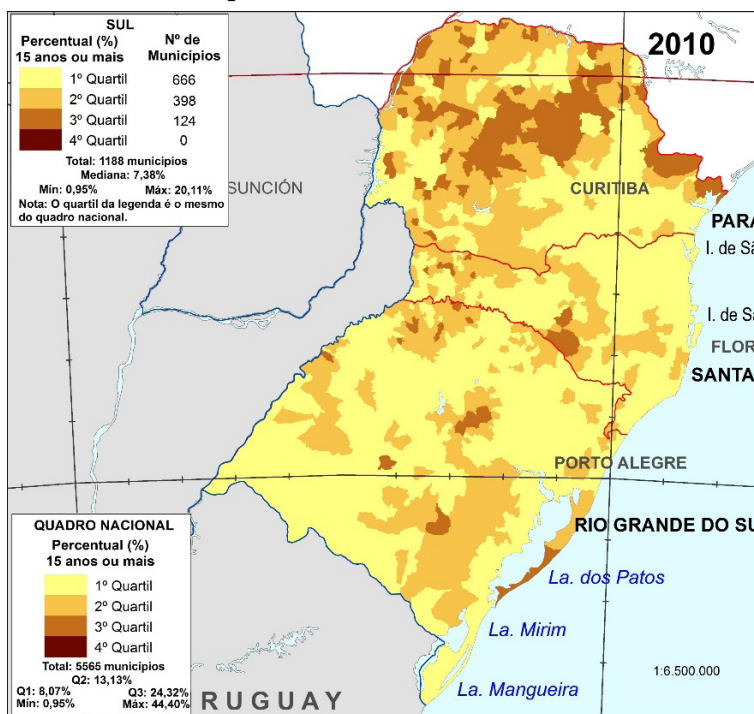 SUL
Percentual (%)
15 anos ou mais
Nº de
Municípios
1º Quartil 666
2º Quartil 398
3º Quartil 124
4º Quartil 0
Total: 1188 municípios
Mediana: 7,38%
Mín: 0,95% Máx: 20,11%
Nota: O quartil da legenda é o mesmo
do quadro nacional.
2010
SUNCIÓN
CURITIBA
PARA
I. de Sã
I. de Sa
FLOR
SANTA
PORTO ALEGRE
RIO GRANDE DO SU
La. dos Patos
La. Mirim
La. Mangueira
1:6.500.000
RUGUAY
QUADRO NACIONAL
Percentual (%)
15 anos ou mais
1º Quartil
2º Quartil
3º Quartil
4º Quartil
Total: 5565 municípios
Q2: 13,13%
Q1: 8,07% Q3: 24,32%
Mín: 0,95% Máx: 44,40%